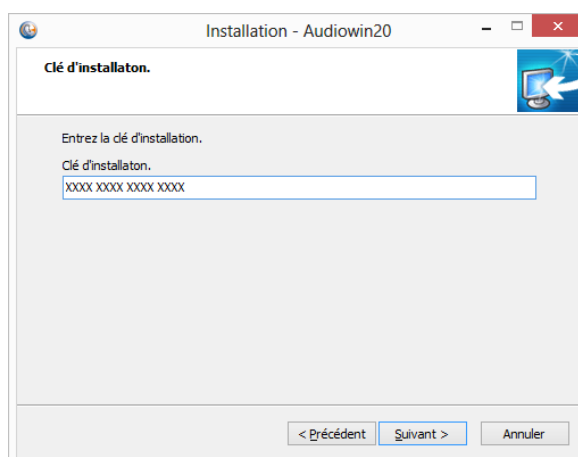 Installation - Audiowin20
Clé d'installaton.
Entrez la clé d'installation.
Clé d'installaton.
XXXX XXXX XXXX XXXX
< Précédent Suivant > Annuler